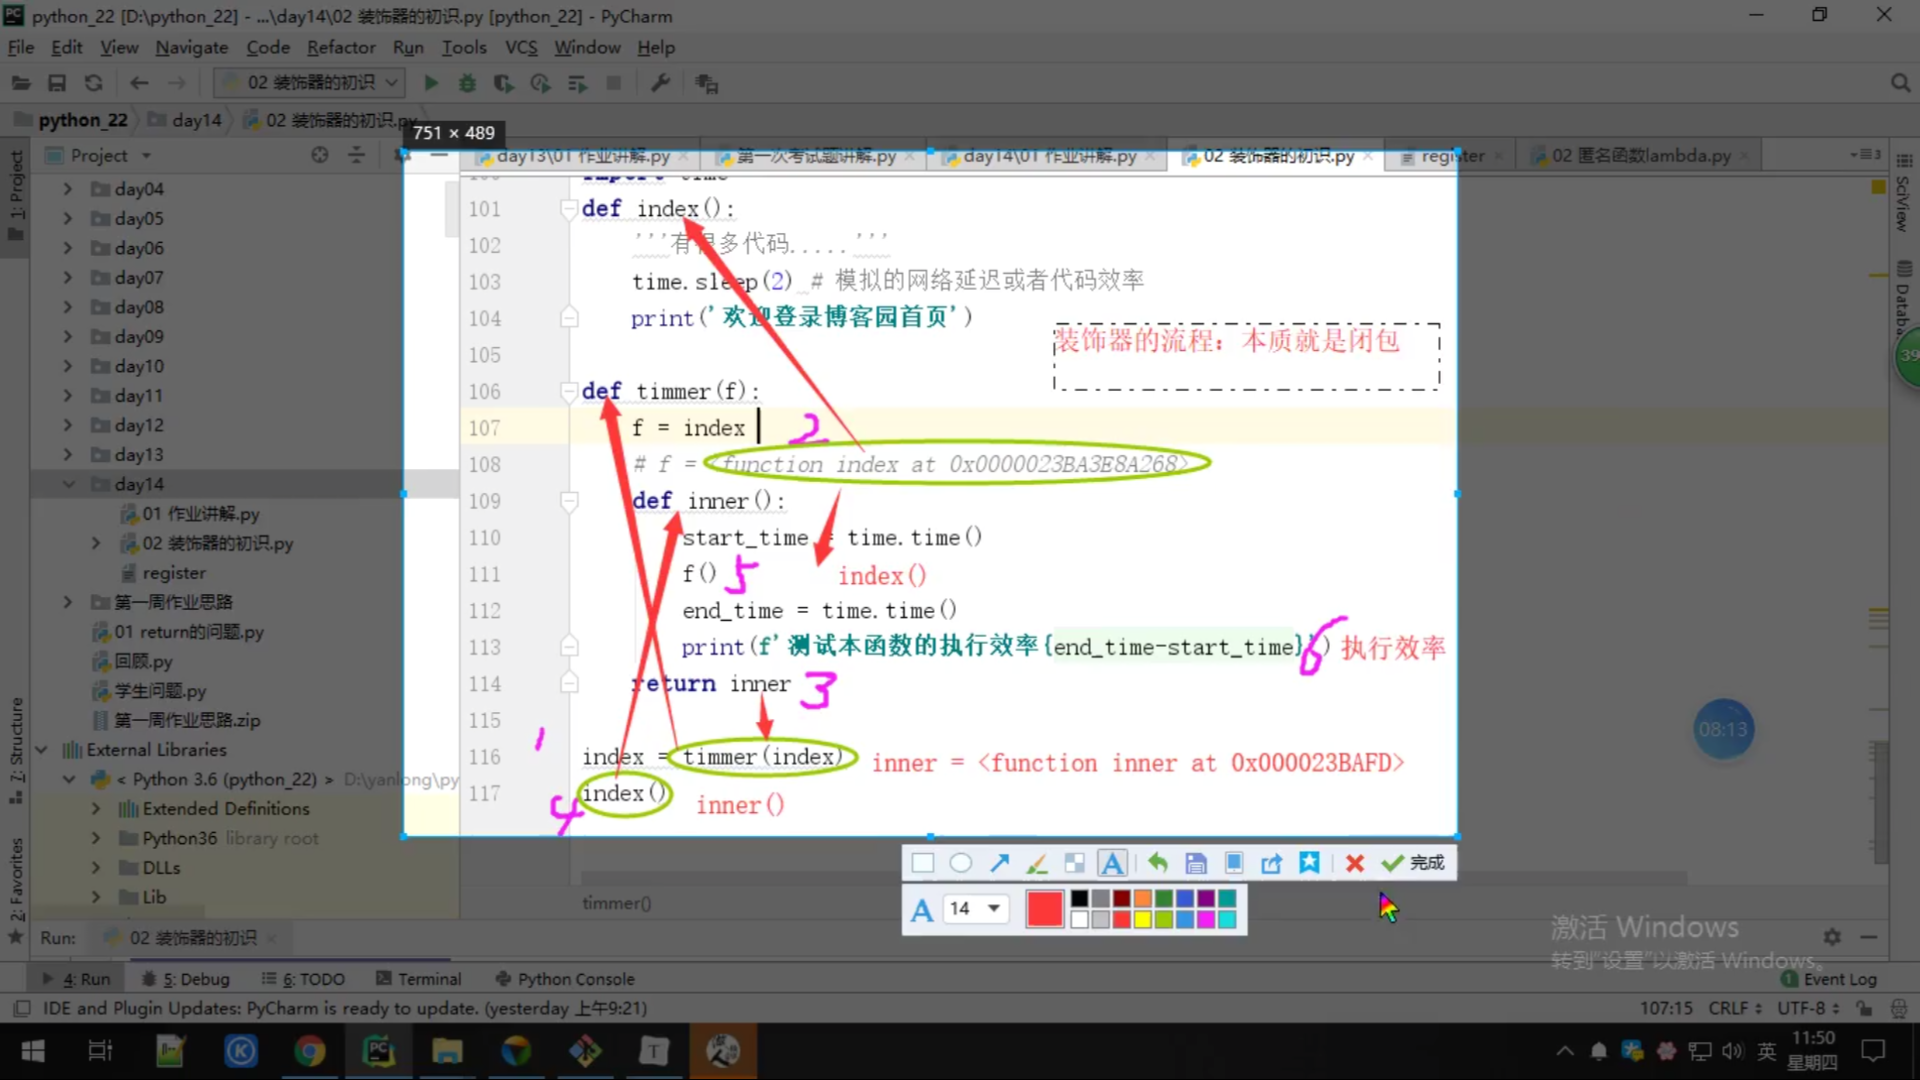 python_22 [D:\python_22] - ...\day14\02 装饰器的初识.py [python_22] - PyCharm
File Edit View Navigate Code Refactor Run Tools VCS Window Help
02 装饰器的初识
python_22 day14 02 装饰器的初识.py
751 × 489
Project
day13\01 作业讲解.py 第一次考试题讲解.py day14\01 作业讲解.py 02 装饰器的初识.py register 02 匿名函数lambda.py
1: Project
7: Structure
2: Favorites
SciView
day04
day05
day06
day07
day08
day09
day10
day11
day12
day13
day14
01 作业讲解.py
02 装饰器的初识.py
register
第一周作业思路
01 return的问题.py
回顾.py
学生问题.py
第一周作业思路.zip
External Libraries
< Python 3.6 (python_22) > D:\yanlong\py
Extended Definitions
Python36 library root
DLLs
Lib
import time
101 def index():
102 '''有很多代码.....'''
103 time.sleep(2) # 模拟的网络延迟或者代码效率
104 print('欢迎登录博客园首页')
105
装饰器的流程：本质就是闭包
106 def timmer(f):
107 f = index 2
108 # f = <function index at 0x0000023BA3E8A268>
109 def inner():
110 start_time = time.time()
111 f() 5 index()
112 end_time = time.time()
113 print(f'测试本函数的执行效率{end_time-start_time}') 6 执行效率
114 return inner 3
115
1
116 index = timmer(index) inner = <function inner at 0x000023BAFD>
117 index() inner()
4
39
08:13
完成
A 14
timmer()
激活 Windows
转到"设置"以激活 Windows。
Run: 02 装饰器的初识
4: Run 5: Debug 6: TODO Terminal Python Console 1 Event Log
IDE and Plugin Updates: PyCharm is ready to update. (yesterday 上午9:21) 107:15 CRLF UTF-8
英 11:50
星期四